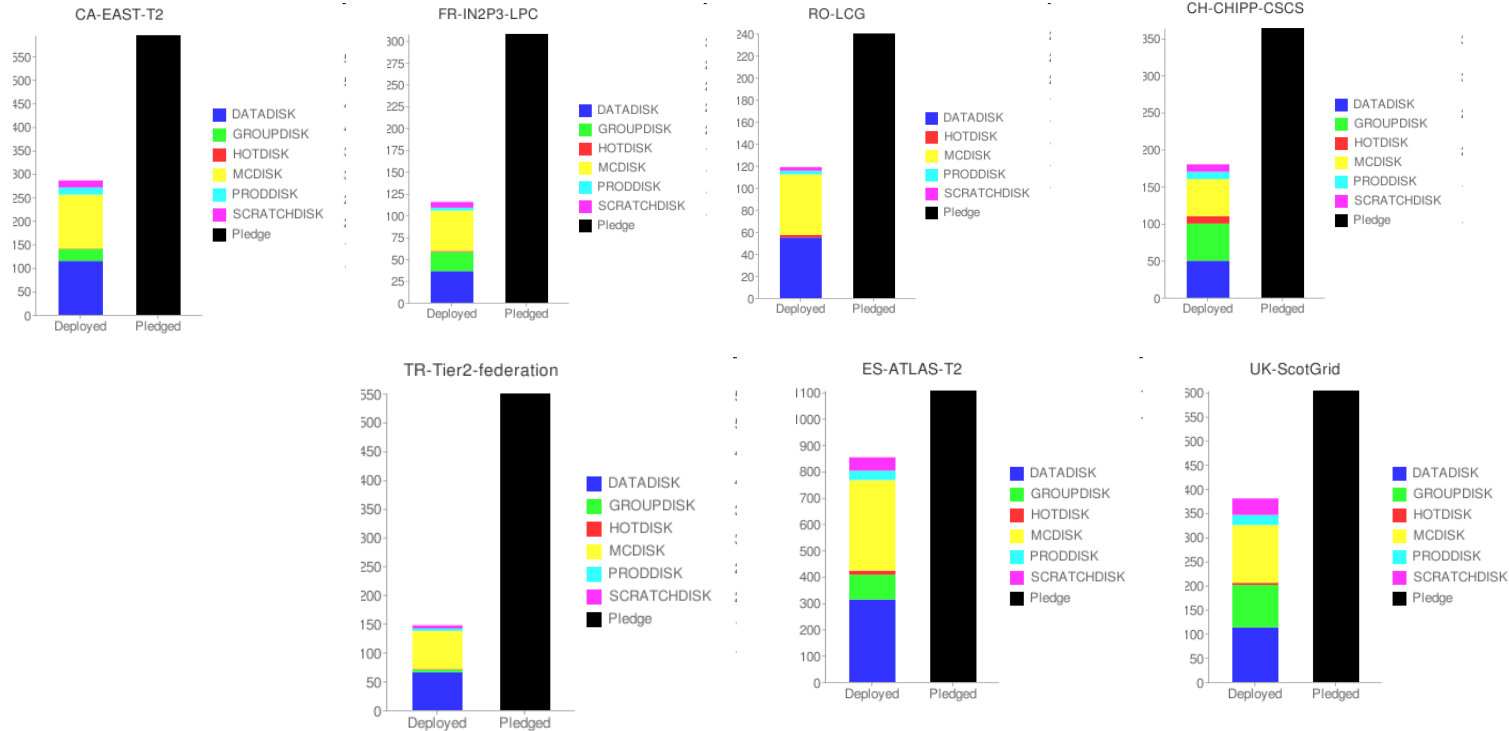 CA-EAST-T2
550
500
450
400
350
300
250
200
150
100
50
0
Deployed
Pledged
DATADISK
GROUPDISK
HOTDISK
MCDISK
PRODDISK
SCRATCHDISK
Pledge
FR-IN2P3-LPC
300
275
250
225
200
175
150
125
100
75
50
25
0
Deployed
Pledged
DATADISK
GROUPDISK
HOTDISK
MCDISK
PRODDISK
SCRATCHDISK
Pledge
RO-LCG
240
220
200
180
160
140
120
100
80
60
40
20
0
Deployed
Pledged
DATADISK
HOTDISK
MCDISK
PRODDISK
SCRATCHDISK
Pledge
CH-CHIPP-CSCS
350
300
250
200
150
100
50
0
Deployed
Pledged
DATADISK
GROUPDISK
HOTDISK
MCDISK
PRODDISK
SCRATCHDISK
Pledge
TR-Tier2-federation
550
500
450
400
350
300
250
200
150
100
50
0
Deployed
Pledged
DATADISK
GROUPDISK
HOTDISK
MCDISK
PRODDISK
SCRATCHDISK
Pledge
ES-ATLAS-T2
1100
1000
900
800
700
600
500
400
300
200
100
0
Deployed
Pledged
DATADISK
GROUPDISK
HOTDISK
MCDISK
PRODDISK
SCRATCHDISK
Pledge
UK-ScotGrid
600
550
500
450
400
350
300
250
200
150
100
50
0
Deployed
Pledged
DATADISK
GROUPDISK
HOTDISK
MCDISK
PRODDISK
SCRATCHDISK
Pledge